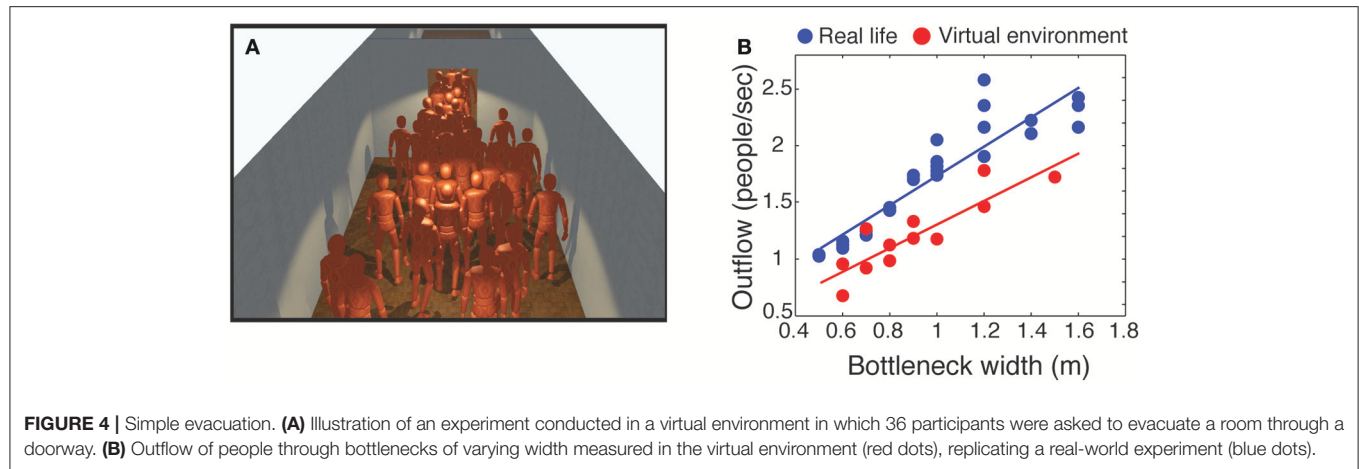 A
B
Real life
Virtual environment
Outflow (people/sec)
2.5
2
1.5
1
0.5
0.4 0.6 0.8 1 1.2 1.4 1.6 1.8
Bottleneck width (m)
FIGURE 4 | Simple evacuation. (A) Illustration of an experiment conducted in a virtual environment in which 36 participants were asked to evacuate a room through a
doorway. (B) Outflow of people through bottlenecks of varying width measured in the virtual environment (red dots), replicating a real-world experiment (blue dots).